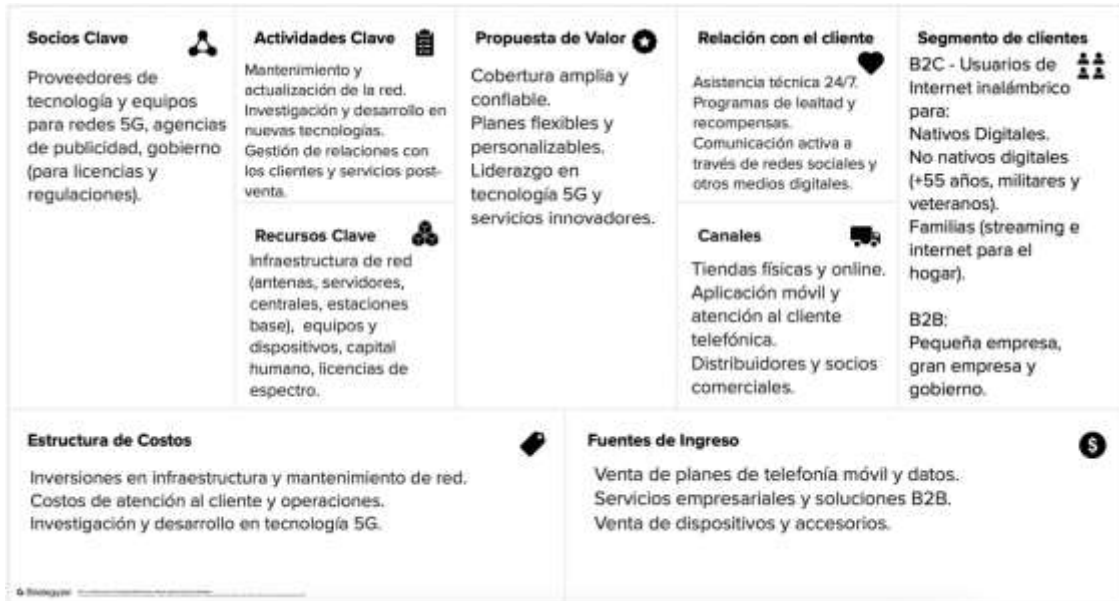 Socios Clave
Proveedores de
tecnología y equipos
para redes 5G, agencias
de publicidad, gobierno
(para licencias y
regulaciones).
Actividades Clave
Mantenimiento y
actualización de la red.
Investigación y desarrollo en
nuevas tecnologías.
Gestión de relaciones con
los clientes y servicios post-
venta.
Recursos Clave
Infraestructura de red
(antenas, servidores,
centrales, estaciones
base), equipos y
dispositivos, capital
humano, licencias de
espectro.
Propuesta de Valor
Cobertura amplia y
confiable.
Planes flexibles y
personalizables.
Liderazgo en
tecnología 5G y
servicios innovadores.
Relación con el cliente
Asistencia técnica 24/7.
Programas de lealtad y
recompensas.
Comunicación activa a
través de redes sociales y
otros medios digitales.
Canales
Tiendas físicas y online.
Aplicación móvil y
atención al cliente
telefónica.
Distribuidores y socios
comerciales.
Segmento de clientes
B2C - Usuarios de
Internet inalámbrico
para:
Nativos Digitales.
No nativos digitales
(+55 años, militares y
veteranos).
Familias (streaming e
internet para el
hogar).
B2B:
Pequeña empresa,
gran empresa y
gobierno.
Estructura de Costos
Inversiones en infraestructura y mantenimiento de red.
Costos de atención al cliente y operaciones.
Investigación y desarrollo en tecnología 5G.
Fuentes de Ingreso
Venta de planes de telefonía móvil y datos.
Servicios empresariales y soluciones B2B.
Venta de dispositivos y accesorios.